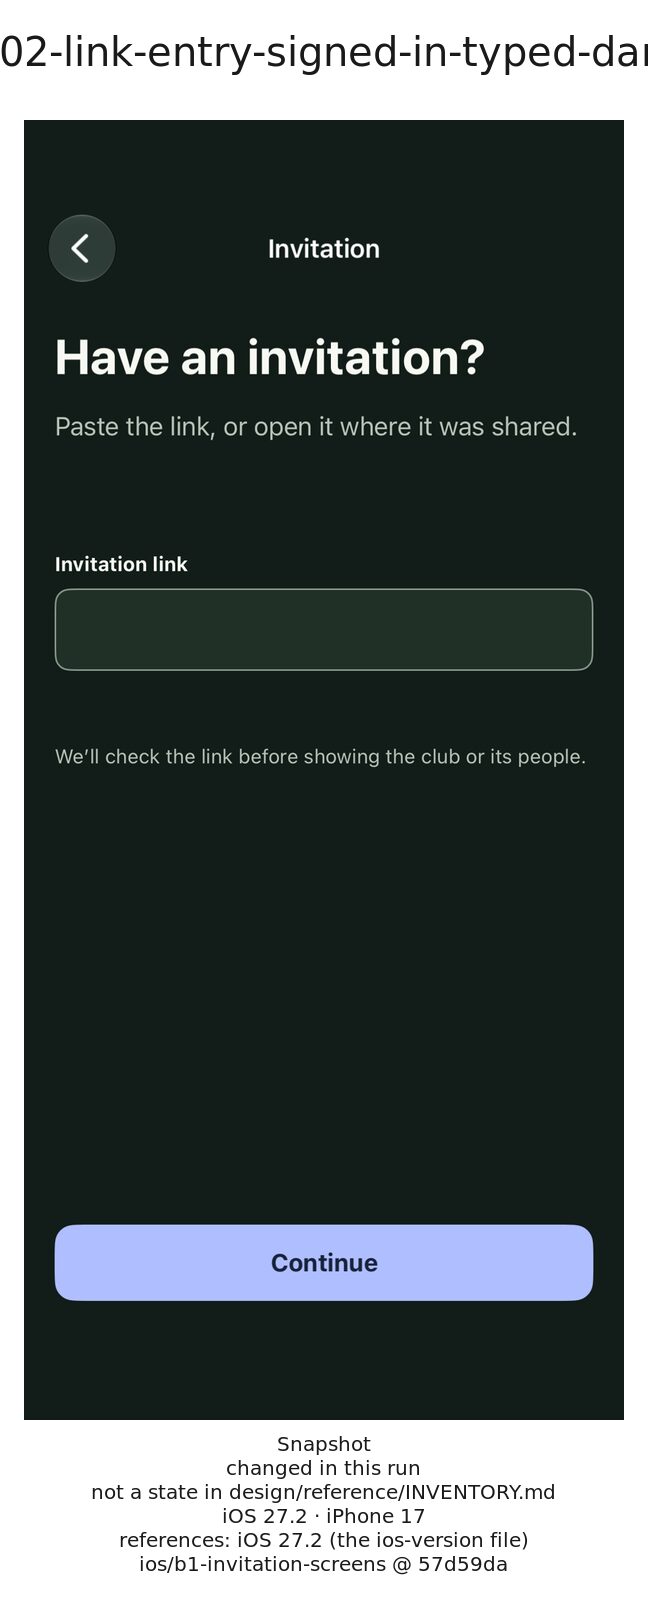 02-link-entry-signed-in-typed-dar
Invitation
Have an invitation?
Paste the link, or open it where it was shared.
Invitation link
We’ll check the link before showing the club or its people.
Continue
Snapshot
changed in this run
not a state in design/reference/INVENTORY.md
iOS 27.2 · iPhone 17
references: iOS 27.2 (the ios-version file)
ios/b1-invitation-screens @ 57d59da